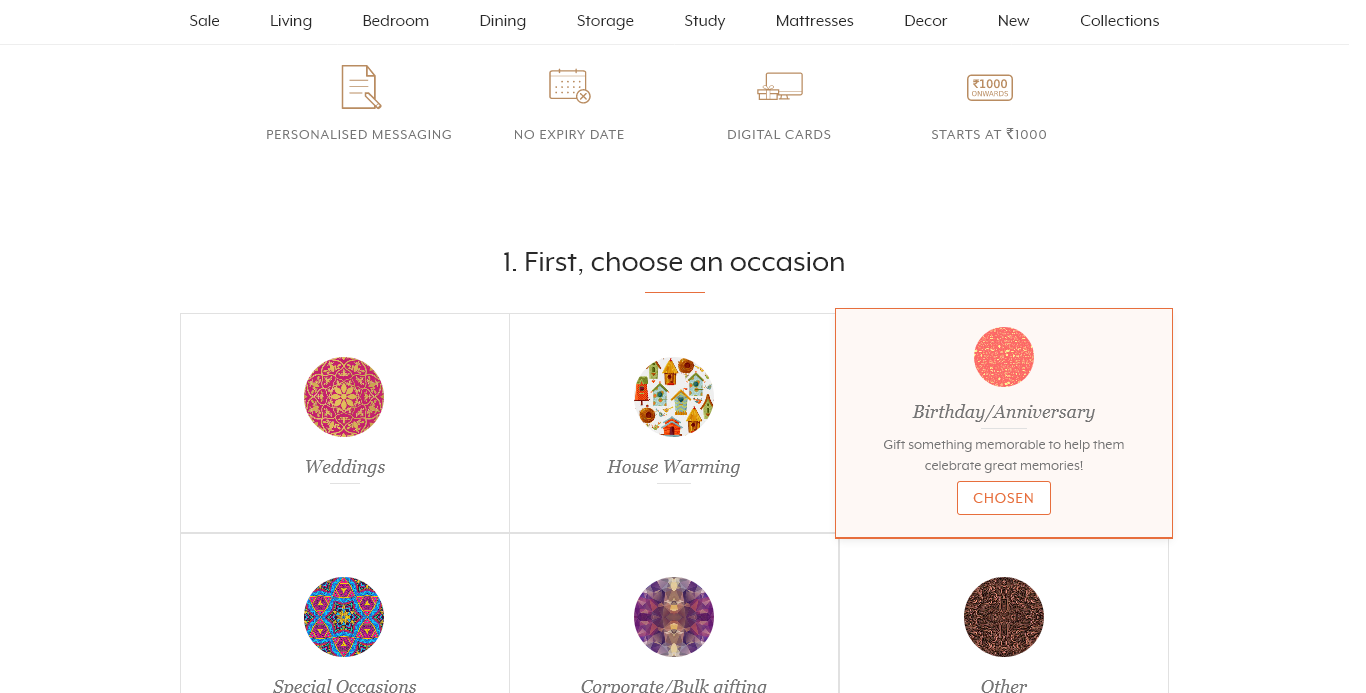 Sale Living Bedroom Dining Storage Study Mattresses Decor New Collections
₹1000
ONWARDS
PERSONALISED MESSAGING NO EXPIRY DATE DIGITAL CARDS STARTS AT ₹1000
1. First, choose an occasion
Weddings
House Warming
Birthday/Anniversary
Gift something memorable to help them
celebrate great memories!
CHOSEN
Special Occasions
Corporate/Bulk gifting
Other